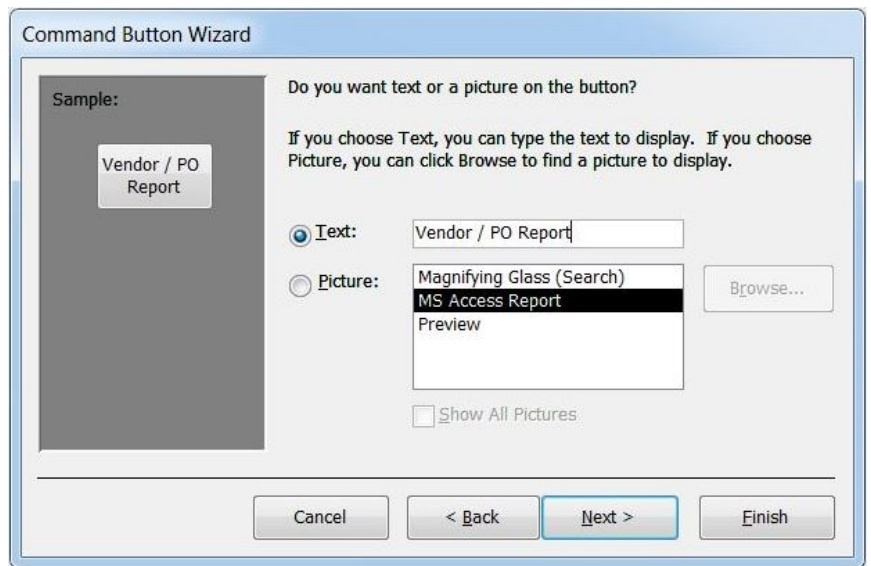 Command Button Wizard
Sample:
Vendor / PO
Report
Do you want text or a picture on the button?
If you choose Text, you can type the text to display. If you choose
Picture, you can click Browse to find a picture to display.
Text:
Vendor / PO Report
Picture:
Magnifying Glass (Search)
MS Access Report
Preview
Browse...
Show All Pictures
Cancel
< Back
Next >
Finish